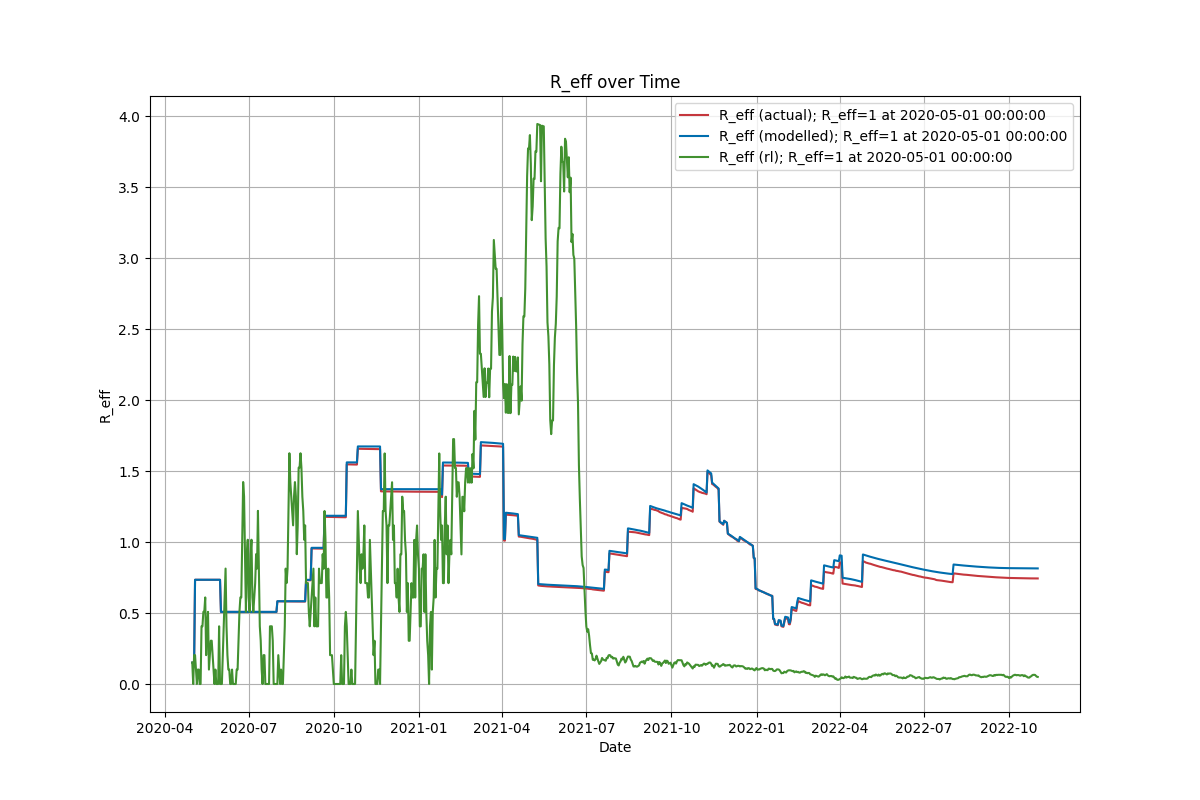 R_eff over Time
R_eff (actual); R_eff=1 at 2020-05-01 00:00:00
R_eff (modelled); R_eff=1 at 2020-05-01 00:00:00
R_eff (rl); R_eff=1 at 2020-05-01 00:00:00
R_eff
4.0
3.5
3.0
2.5
2.0
1.5
1.0
0.5
0.0
2020-04 2020-07 2020-10 2021-01 2021-04 2021-07 2021-10 2022-01 2022-04 2022-07 2022-10
Date